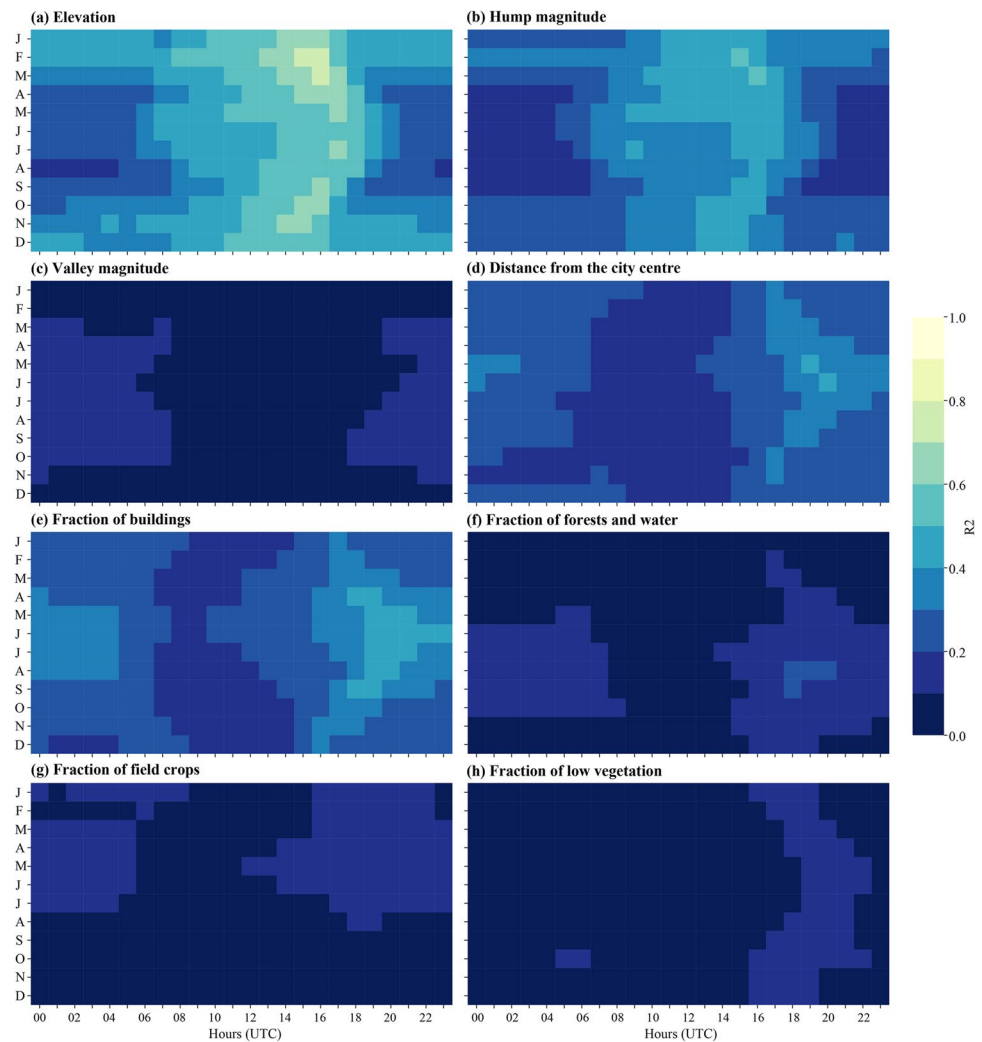 (a) Elevation
(b) Hump magnitude
J
F
M
A
M
J
J
A
S
O
N
D
(c) Valley magnitude
(d) Distance from the city centre
J
F
M
A
M
J
J
A
S
O
N
D
1.0
0.8
0.6
0.4
0.2
0.0
R2
(e) Fraction of buildings
(f) Fraction of forests and water
J
F
M
A
M
J
J
A
S
O
N
D
(g) Fraction of field crops
(h) Fraction of low vegetation
J
F
M
A
M
J
J
A
S
O
N
D
00 02 04 06 08 10 12 14 16 18 20 22
00 02 04 06 08 10 12 14 16 18 20 22
Hours (UTC)
Hours (UTC)